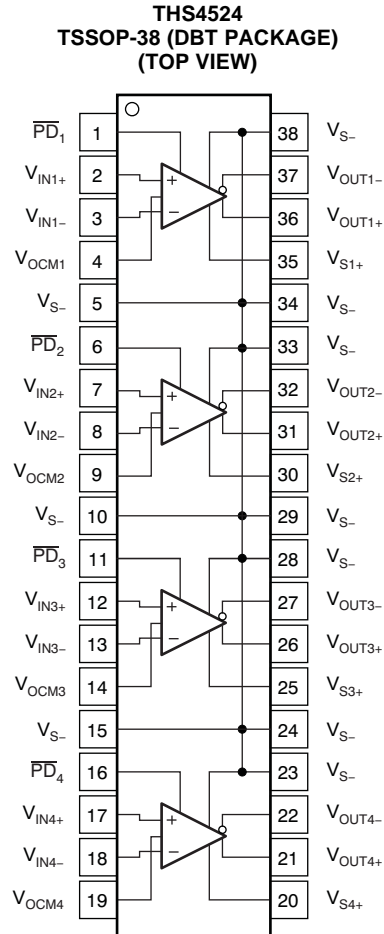 THS4524
TSSOP-38 (DBT PACKAGE)
(TOP VIEW)
PD1 1 38 VS–
VIN1+ 2 + 37 VOUT1–
VIN1– 3 – 36 VOUT1+
VOCM1 4 35 VS1+
VS– 5 34 VS–
PD2 6 33 VS–
VIN2+ 7 + 32 VOUT2–
VIN2– 8 – 31 VOUT2+
VOCM2 9 30 VS2+
VS– 10 29 VS–
PD3 11 28 VS–
VIN3+ 12 + 27 VOUT3–
VIN3– 13 – 26 VOUT3+
VOCM3 14 25 VS3+
VS– 15 24 VS–
PD4 16 23 VS–
VIN4+ 17 + 22 VOUT4–
VIN4– 18 – 21 VOUT4+
VOCM4 19 20 VS4+